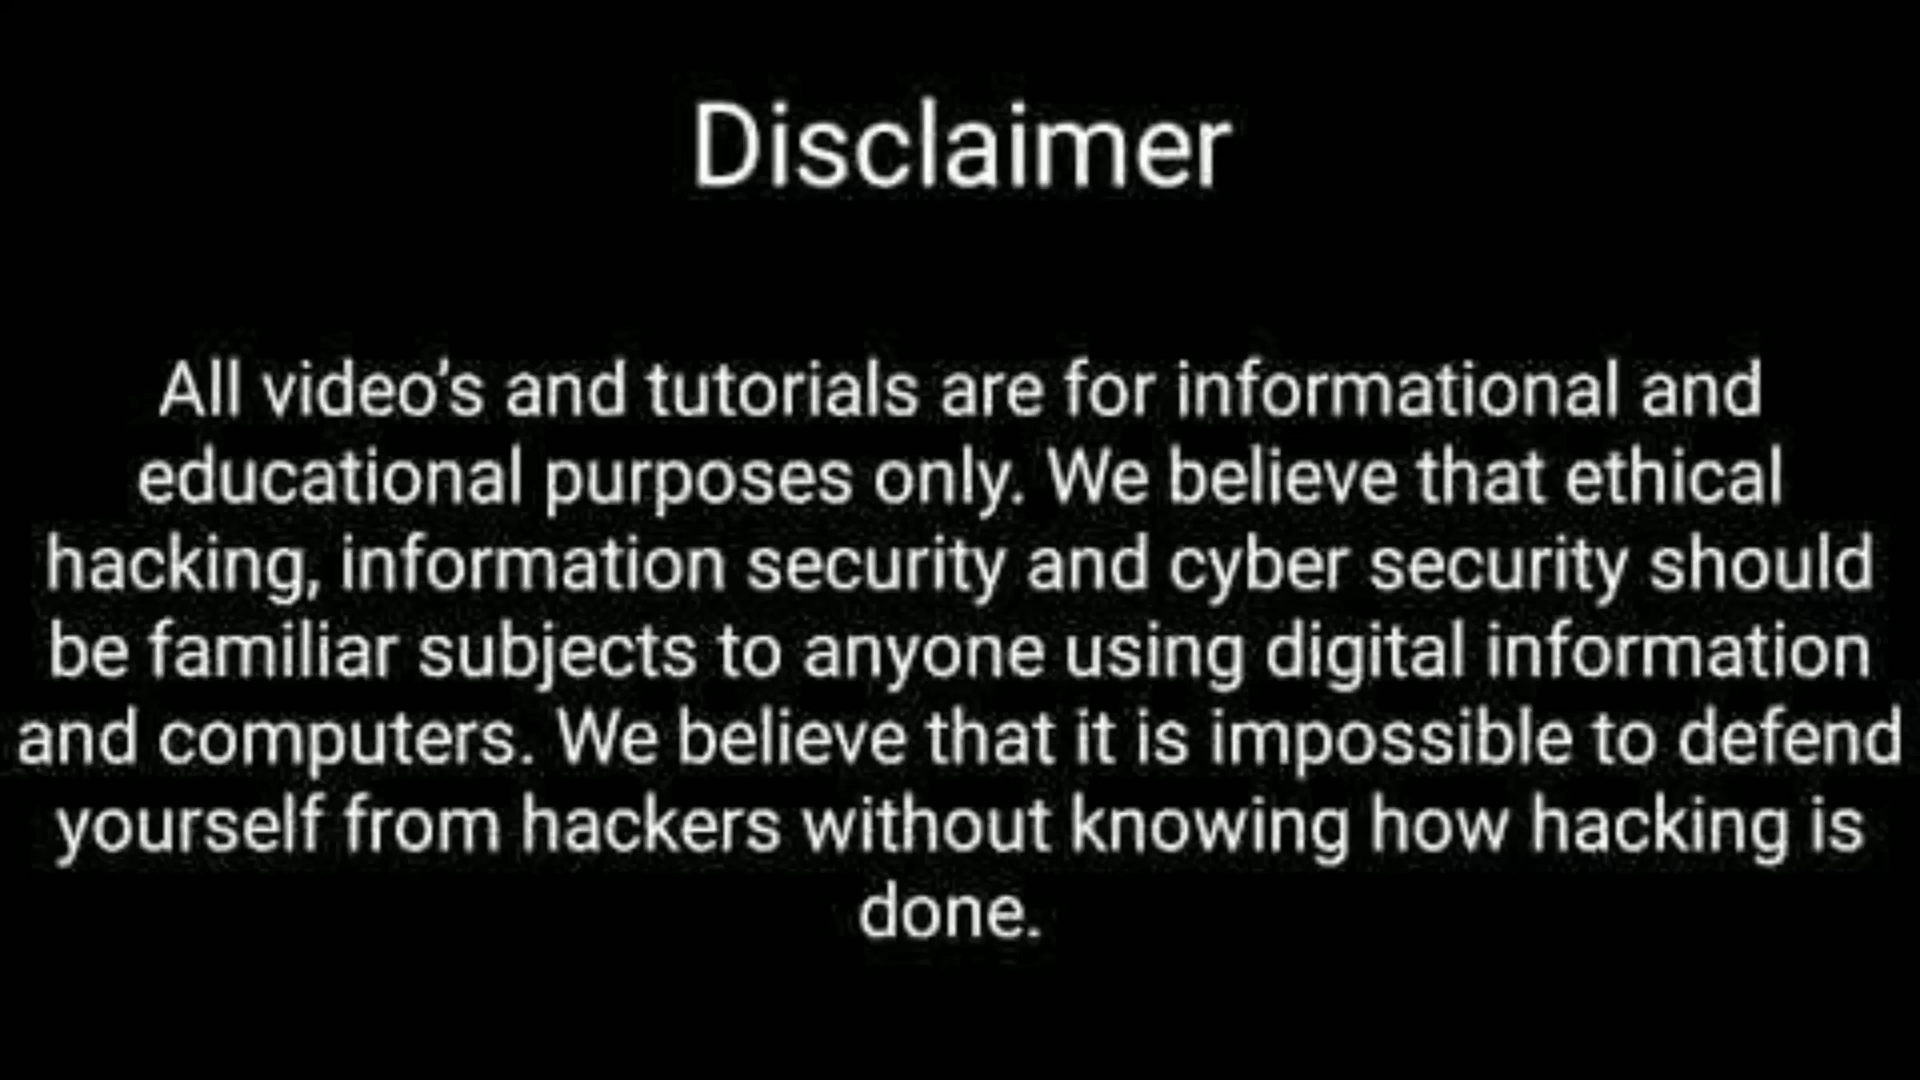 Disclaimer
All video's and tutorials are for informational and
educational purposes only. We believe that ethical
hacking, information security and cyber security should
be familiar subjects to anyone using digital information
and computers. We believe that it is impossible to defend
yourself from hackers without knowing how hacking is
done.